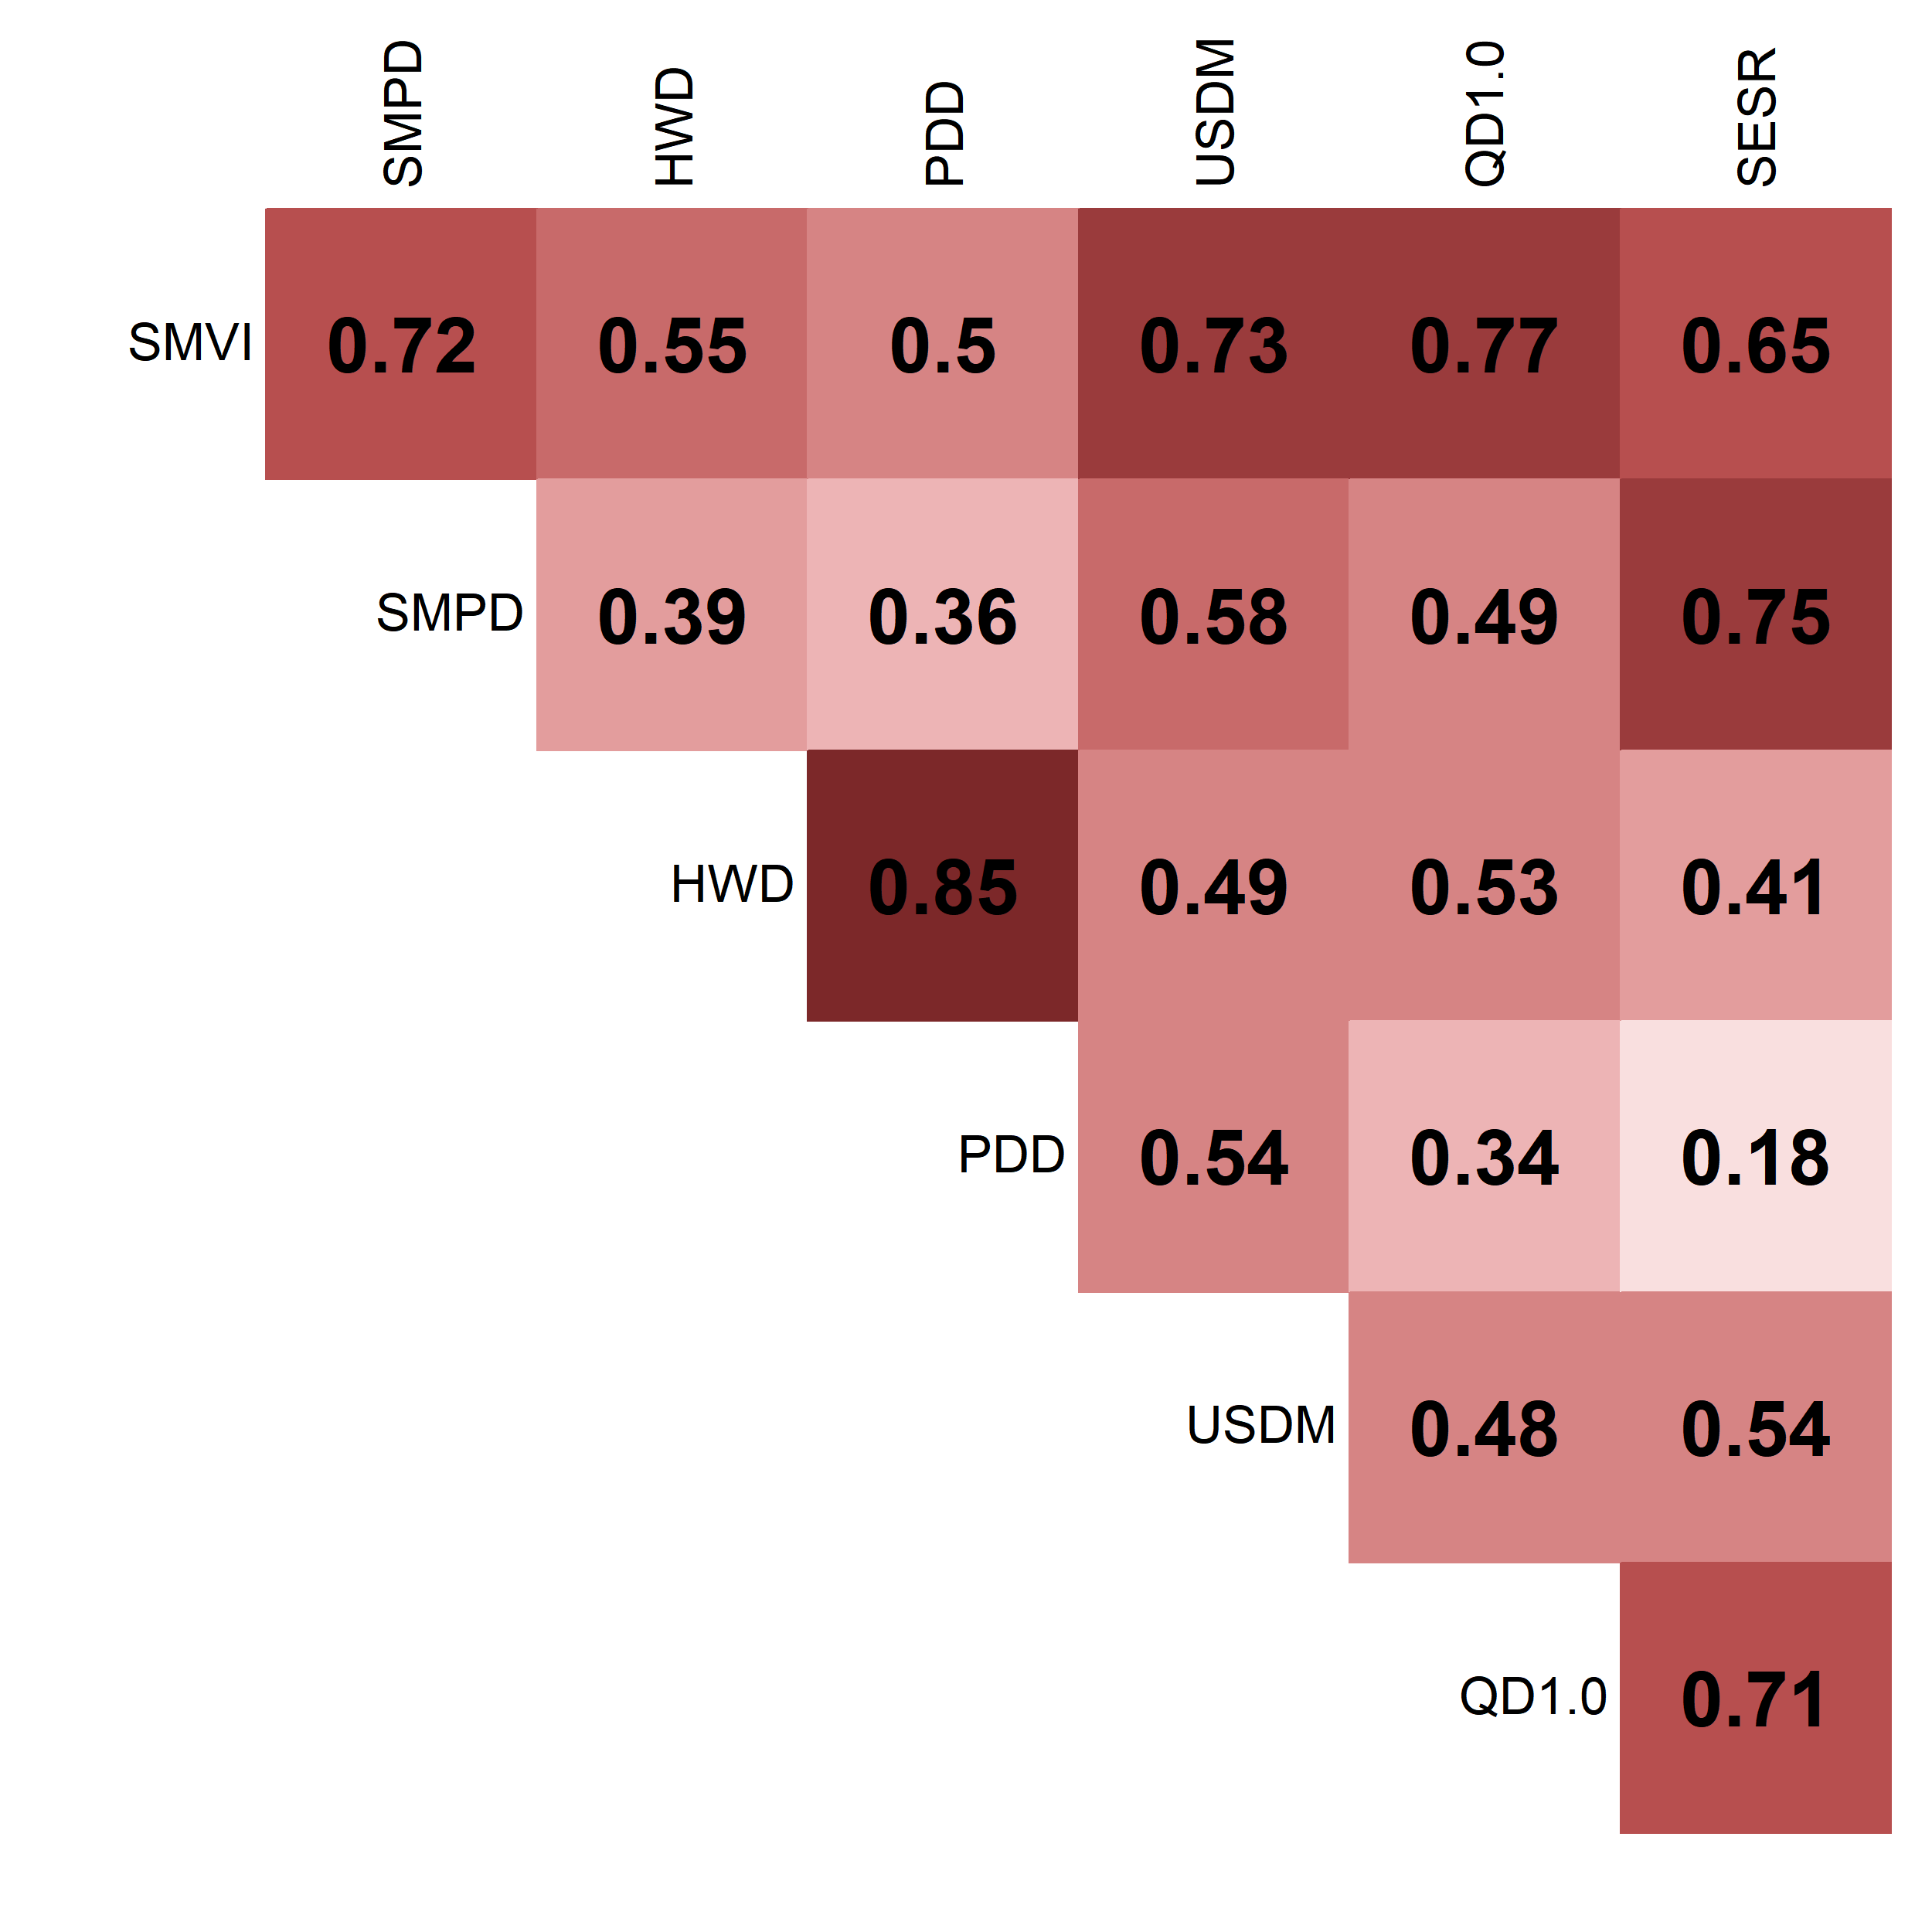 SMPD HWD PDD USDM QD1.0 SESR
SMVI 0.72 0.55 0.5 0.73 0.77 0.65
SMPD 0.39 0.36 0.58 0.49 0.75
HWD 0.85 0.49 0.53 0.41
PDD 0.54 0.34 0.18
USDM 0.48 0.54
QD1.0 0.71